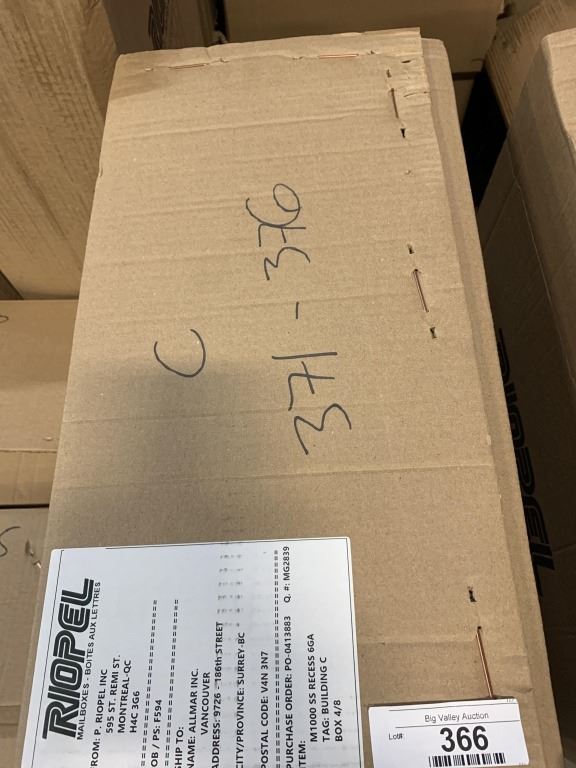 C
371 - 376
RIOPEL
MAILBOXES - BOITES AUX LETTRES
ROM: P. RIOPEL INC
595 ST. REMI ST.
MONTREAL-QC
H4C 3G6
OB / PS: F594
SHIP TO:
NAME: ALLMAR INC.
VANCOUVER
ADDRESS: 9726 - 186th STREET
CITY/PROVINCE: SURREY-BC
POSTAL CODE: V4N 3N7
PURCHASE ORDER: PO-0413883 Q. #: MG2839
ITEM:
M1000 SS RECESS 6GA
TAG: BUILDING C
BOX 4/8
Big Valley Auction
Lot#: 366
RIOPEL